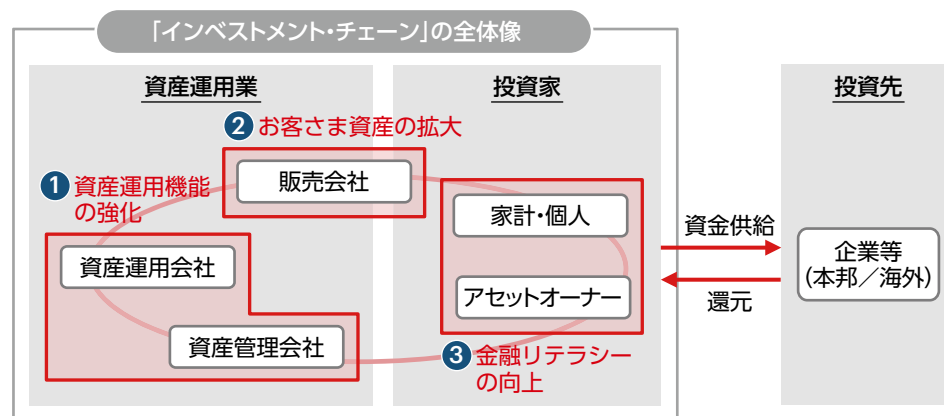 「インベストメント・チェーン」の全体像
資産運用業
投資家
投資先
2 お客さま資産の拡大
販売会社
1 資産運用機能
の強化
資産運用会社
資産管理会社
家計・個人
アセットオーナー
3 金融リテラシー
の向上
資金供給
還元
企業等
(本邦／海外)